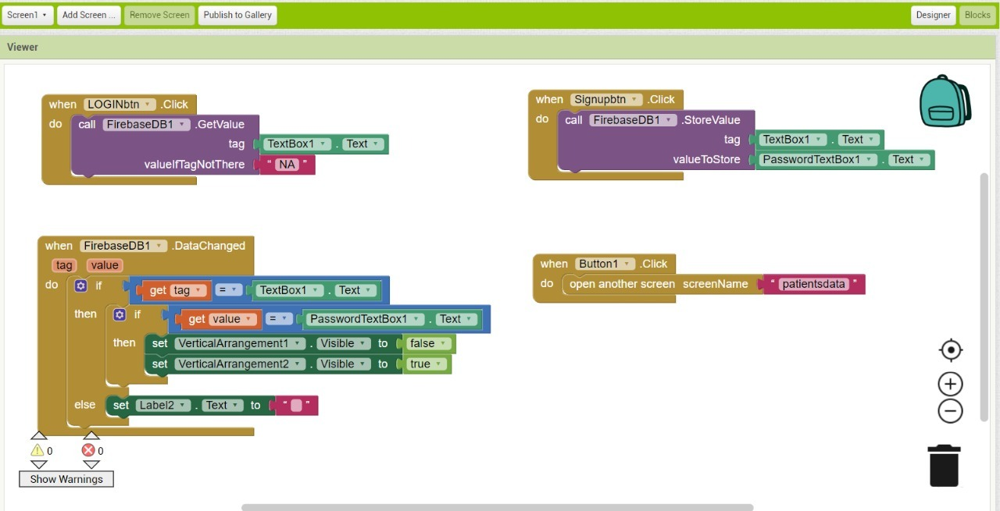 Screen1 Add Screen ... Remove Screen Publish to Gallery Designer Blocks
Viewer
when LOGINbtn .Click
do call FirebaseDB1 .GetValue
tag TextBox1 . Text
valueIfTagNotThere “ NA ”
when Signupbtn .Click
do call FirebaseDB1 .StoreValue
tag TextBox1 . Text
valueToStore PasswordTextBox1 . Text
when FirebaseDB1 .DataChanged
tag value
do if get tag = TextBox1 . Text
then if get value = PasswordTextBox1 . Text
then set VerticalArrangement1 . Visible to false
set VerticalArrangement2 . Visible to true
else set Label2 . Text to “ ”
when Button1 .Click
do open another screen screenName “ patientsdata ”
0 0
Show Warnings